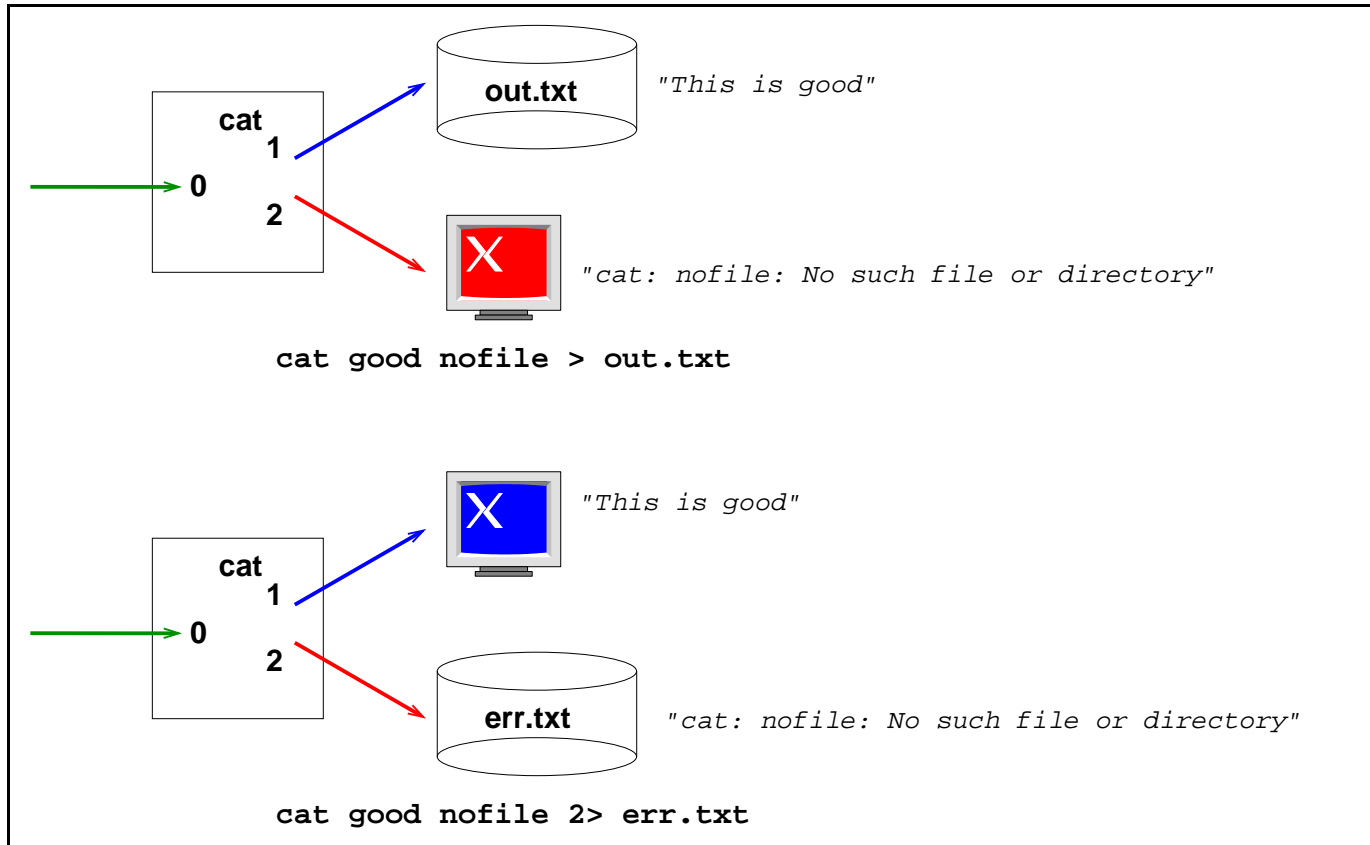 out.txt
"This is good"
cat
1
0
2
X
"cat: nofile: No such file or directory"
cat good nofile > out.txt
X
"This is good"
cat
1
0
2
err.txt
"cat: nofile: No such file or directory"
cat good nofile 2> err.txt